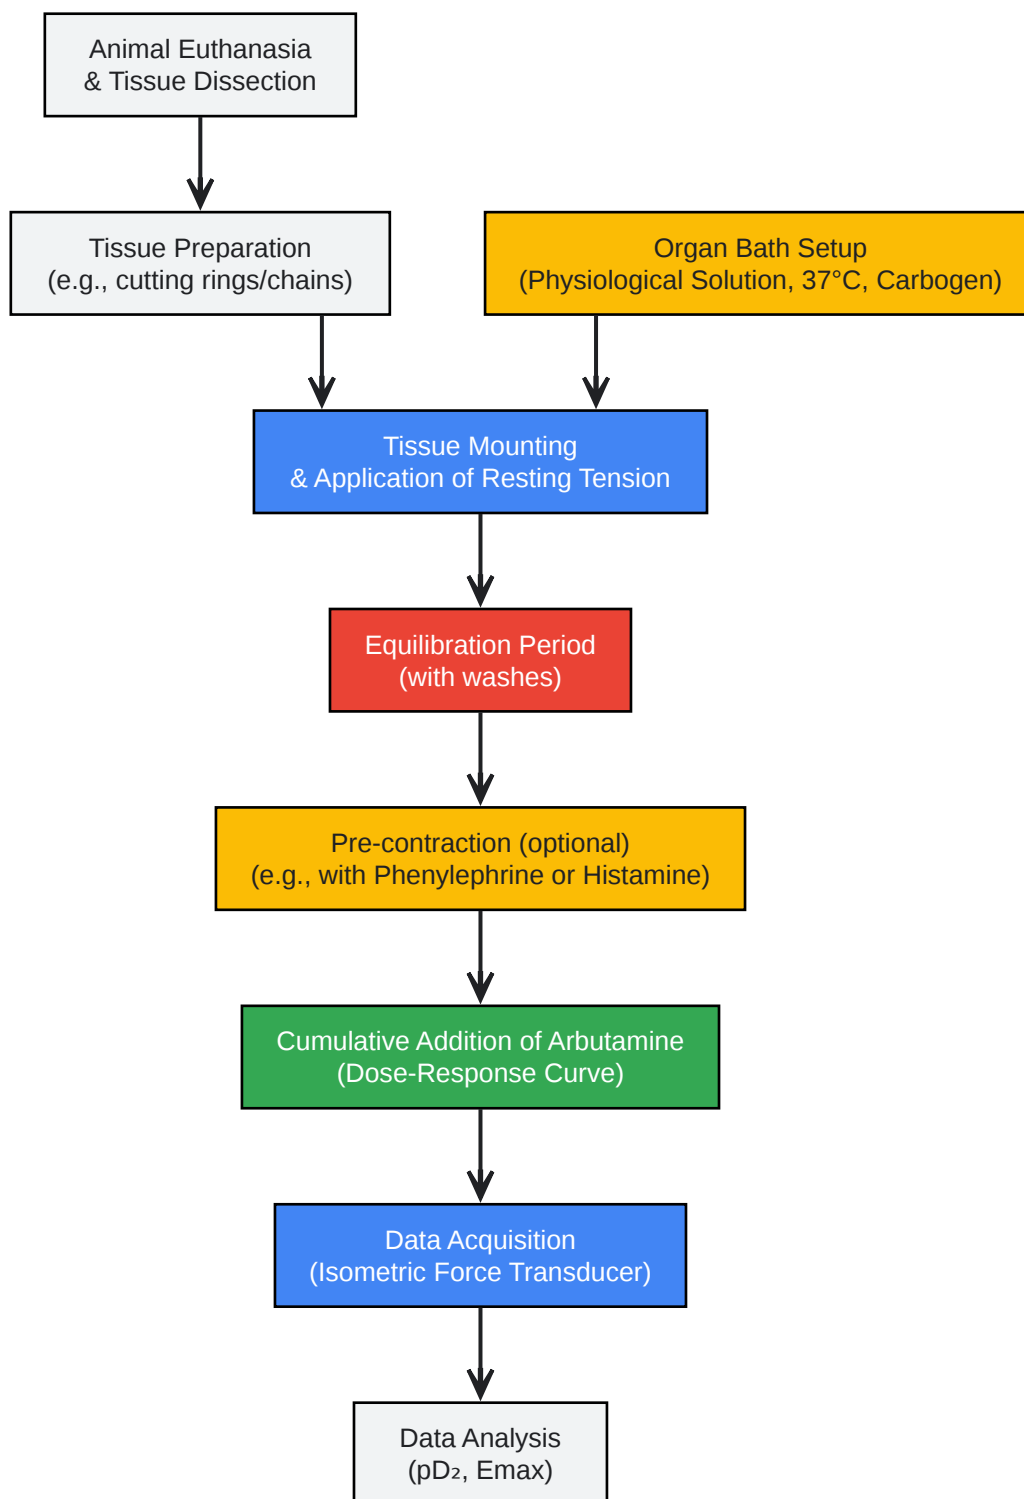 Animal Euthanasia
& Tissue Dissection
Tissue Preparation
(e.g., cutting rings/chains)
Organ Bath Setup
(Physiological Solution, 37°C, Carbogen)
Tissue Mounting
& Application of Resting Tension
Equilibration Period
(with washes)
Pre-contraction (optional)
(e.g., with Phenylephrine or Histamine)
Cumulative Addition of Arbutamine
(Dose-Response Curve)
Data Acquisition
(Isometric Force Transducer)
Data Analysis
(pD₂, Emax)